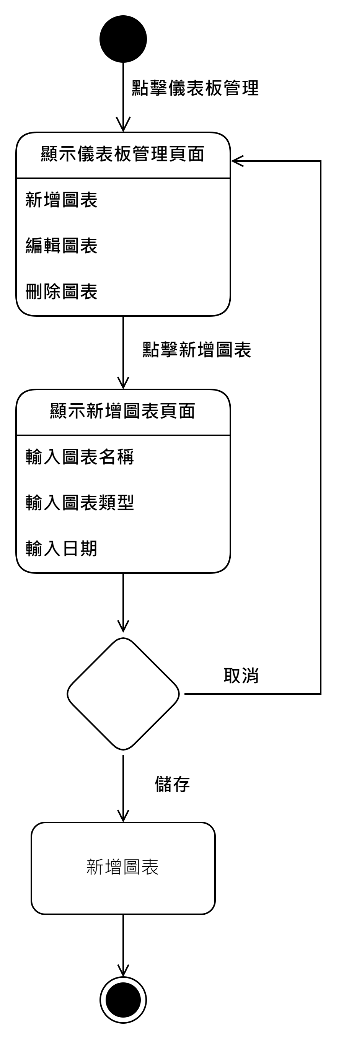 點擊儀表板管理
顯示儀表板管理頁面
新增圖表
編輯圖表
刪除圖表
點擊新增圖表
顯示新增圖表頁面
輸入圖表名稱
輸入圖表類型
輸入日期
取消
儲存
新增圖表